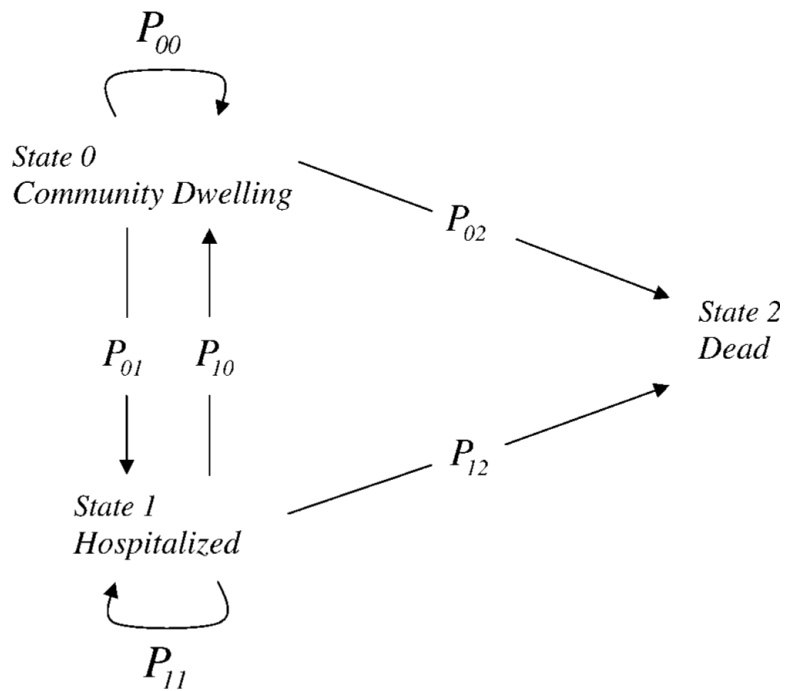 P00
State 0
Community Dwelling
P02
State 2
Dead
P01
P10
P12
State 1
Hospitalized
P11